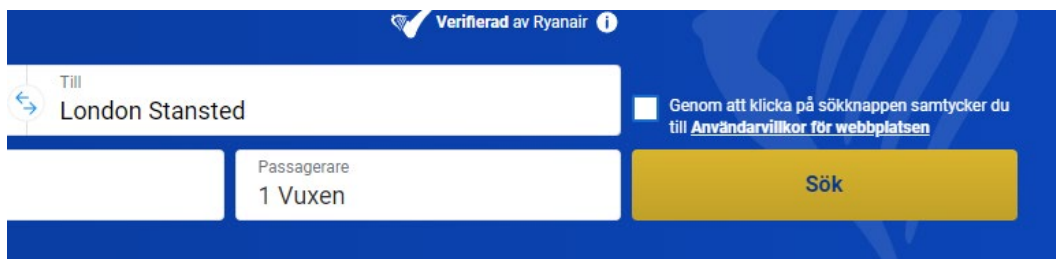 Verifierad av Ryanair
Till
London Stansted
Genom att klicka på sökknappen samtycker du
till Användarvillkor för webbplatsen
Passagerare
1 Vuxen
Sök